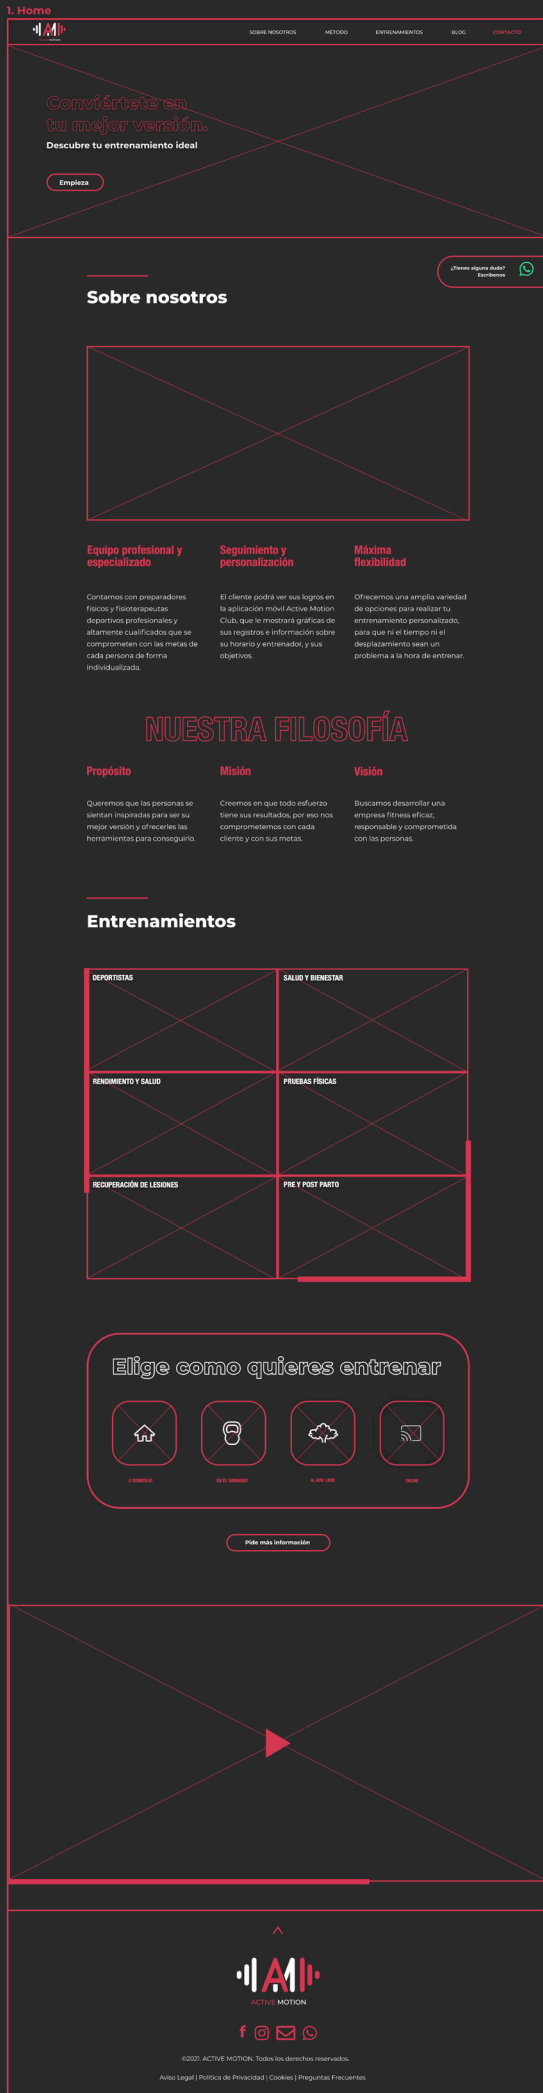 1. Home
ACTIVE MOTION
SOBRE NOSOTROS MÉTODO ENTRENAMIENTOS BLOG CONTACTO
Conviértete en
tu mejor versión.
Descubre tu entrenamiento ideal
Empieza
¿Tienes alguna duda?
Escríbenos
Sobre nosotros
Equipo profesional y
especializado
Contamos con preparadores
físicos y fisioterapeutas
deportivos profesionales y
altamente cualificados que se
comprometen con las metas de
cada persona de forma
individualizada.
Seguimiento y
personalización
El cliente podrá ver sus logros en
la aplicación móvil Active Motion
Club, que le mostrará gráficas de
sus registros e información sobre
su horario y entrenador, y sus
objetivos.
Máxima
flexibilidad
Ofrecemos una amplia variedad
de opciones para realizar tu
entrenamiento personalizado,
para que ni el tiempo ni el
desplazamiento sean un
problema a la hora de entrenar.
NUESTRA FILOSOFÍA
Propósito
Queremos que las personas se
sientan inspiradas para ser su
mejor versión y ofrecerles las
herramientas para conseguirlo.
Misión
Creemos en que todo esfuerzo
tiene sus resultados, por eso nos
comprometemos con cada
cliente y con sus metas.
Visión
Buscamos desarrollar una
empresa fitness eficaz,
responsable y comprometida
con las personas.
Entrenamientos
DEPORTISTAS
SALUD Y BIENESTAR
RENDIMIENTO Y SALUD
PRUEBAS FÍSICAS
RECUPERACIÓN DE LESIONES
PRE Y POST PARTO
Elige como quieres entrenar
A DOMICILIO
EN EL GIMNASIO
AL AIRE LIBRE
ONLINE
Pide más información
ACTIVE MOTION
©2021. ACTIVE MOTION. Todos los derechos reservados.
Aviso Legal | Política de Privacidad | Cookies | Preguntas Frecuentes